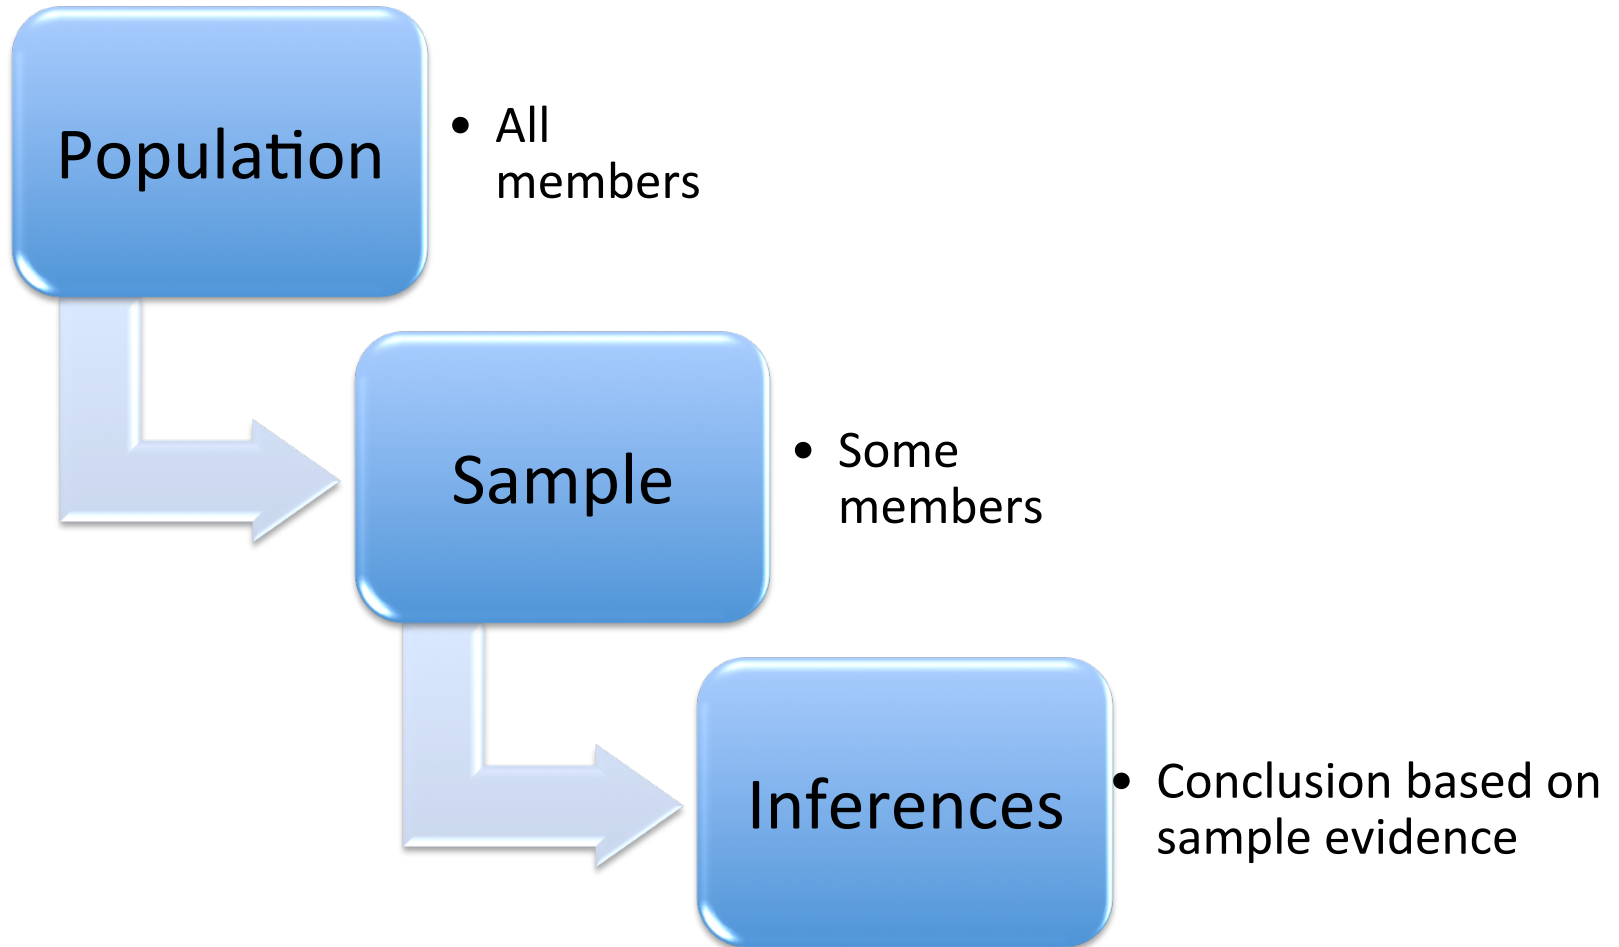 Population
• All
members
Sample
• Some
members
Inferences
• Conclusion based on
sample evidence